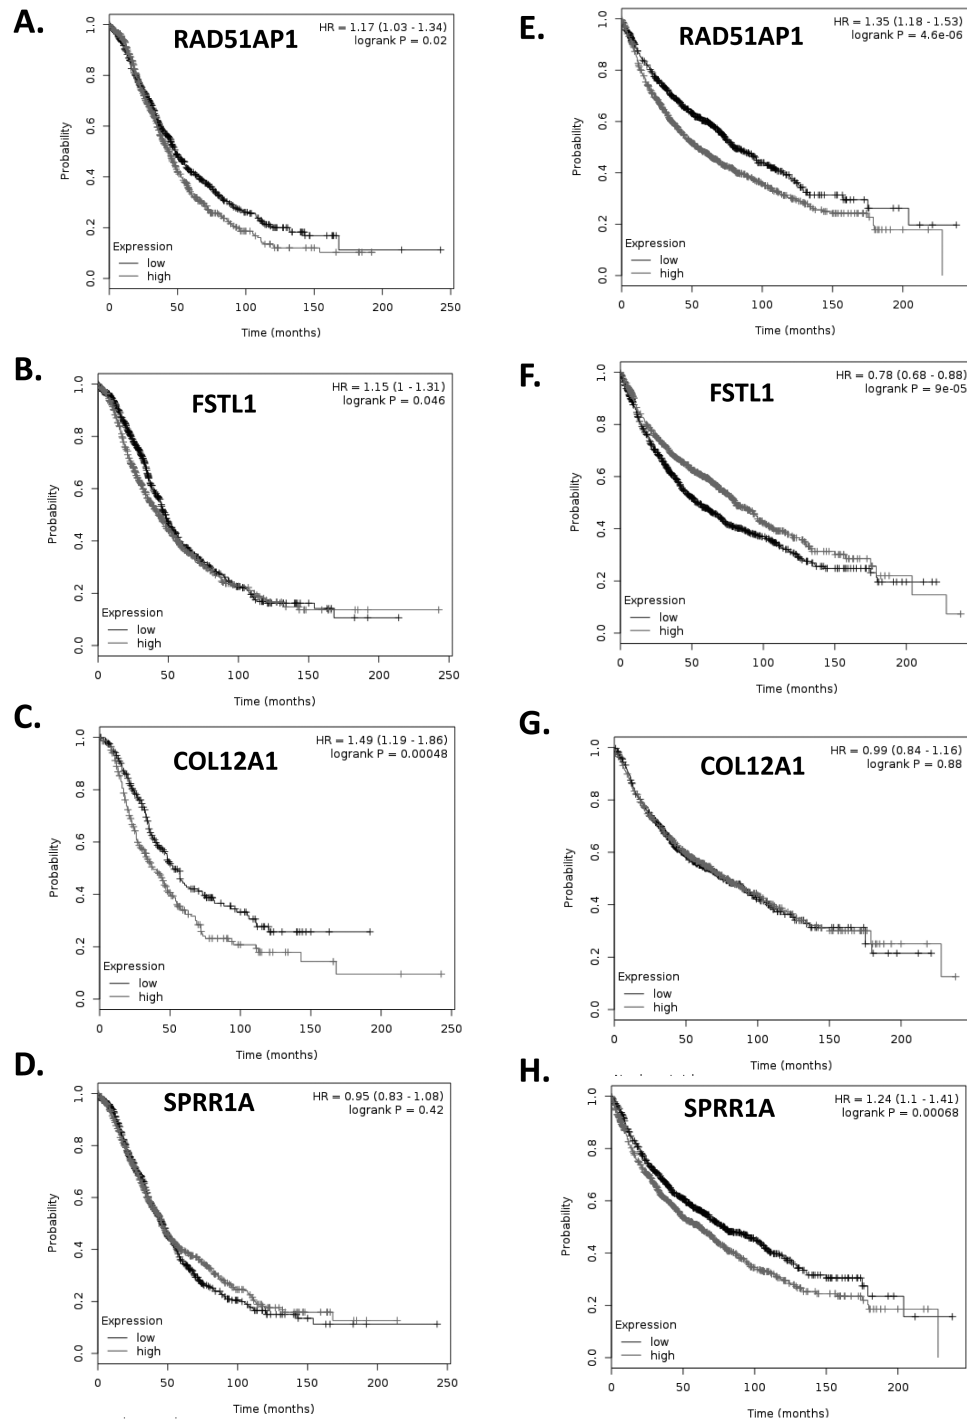 A.
RAD51AP1
HR = 1.17 (1.03 - 1.34)
logrank P = 0.02
Probability
0.0 0.2 0.4 0.6 0.8 1.0
Expression
low
high
0 50 100 150 200 250
Time (months)
E.
RAD51AP1
HR = 1.35 (1.18 - 1.53)
logrank P = 4.6e-06
Probability
0.0 0.2 0.4 0.6 0.8 1.0
Expression
low
high
0 50 100 150 200
Time (months)
B.
FSTL1
HR = 1.15 (1 - 1.31)
logrank P = 0.046
Probability
0.0 0.2 0.4 0.6 0.8 1.0
Expression
low
high
0 50 100 150 200 250
Time (months)
F.
FSTL1
HR = 0.78 (0.68 - 0.88)
logrank P = 9e-05
Probability
0.0 0.2 0.4 0.6 0.8 1.0
Expression
low
high
0 50 100 150 200
Time (months)
C.
COL12A1
HR = 1.49 (1.19 - 1.86)
logrank P = 0.00048
Probability
0.0 0.2 0.4 0.6 0.8 1.0
Expression
low
high
0 50 100 150 200 250
Time (months)
G.
COL12A1
HR = 0.99 (0.84 - 1.16)
logrank P = 0.88
Probability
0.0 0.2 0.4 0.6 0.8 1.0
Expression
low
high
0 50 100 150 200
Time (months)
D.
SPRR1A
HR = 0.95 (0.83 - 1.08)
logrank P = 0.42
Probability
0.0 0.2 0.4 0.6 0.8 1.0
Expression
low
high
0 50 100 150 200 250
Time (months)
H.
SPRR1A
HR = 1.24 (1.1 - 1.41)
logrank P = 0.00068
Probability
0.0 0.2 0.4 0.6 0.8 1.0
Expression
low
high
0 50 100 150 200
Time (months)